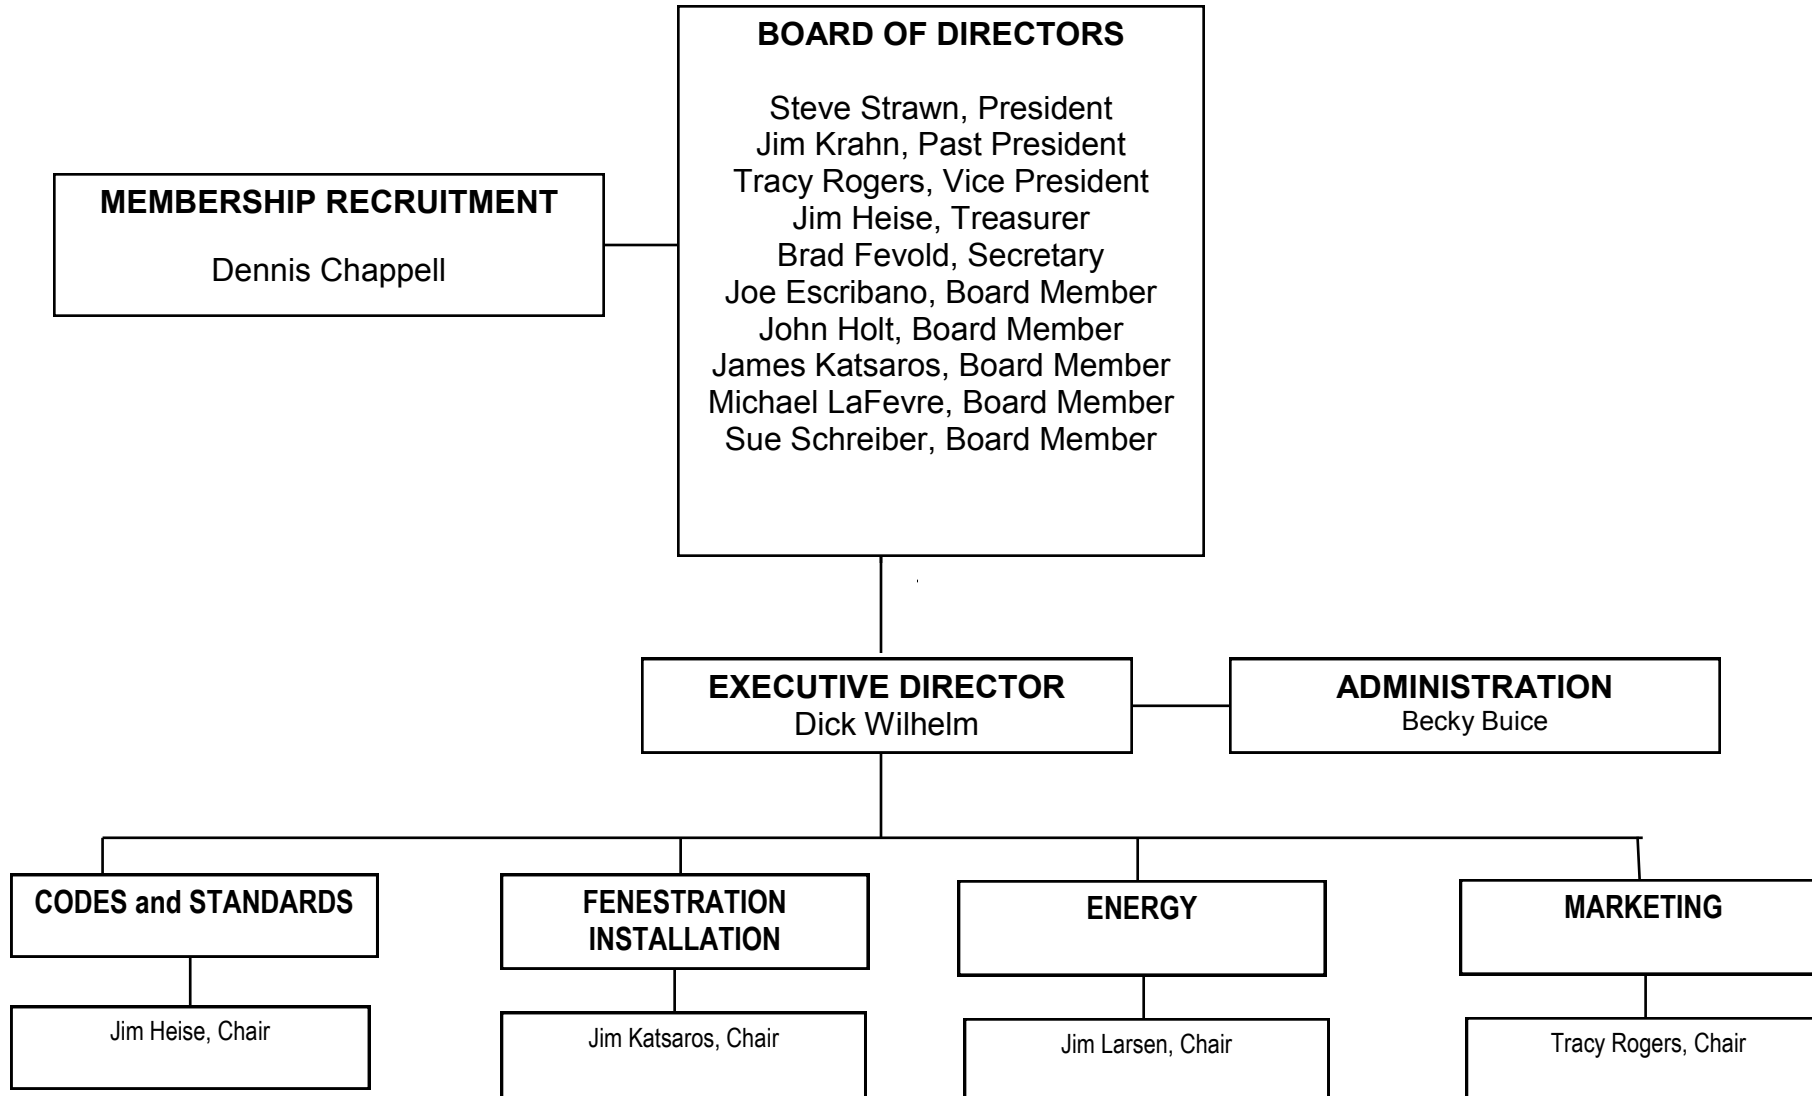 BOARD OF DIRECTORS
Steve Strawn, President
Jim Krahn, Past President
Tracy Rogers, Vice President
Jim Heise, Treasurer
Brad Fevold, Secretary
Joe Escribano, Board Member
John Holt, Board Member
James Katsaros, Board Member
Michael LaFevre, Board Member
Sue Schreiber, Board Member
MEMBERSHIP RECRUITMENT
Dennis Chappell
EXECUTIVE DIRECTOR
Dick Wilhelm
ADMINISTRATION
Becky Buice
CODES and STANDARDS
Jim Heise, Chair
FENESTRATION
INSTALLATION
Jim Katsaros, Chair
ENERGY
Jim Larsen, Chair
MARKETING
Tracy Rogers, Chair